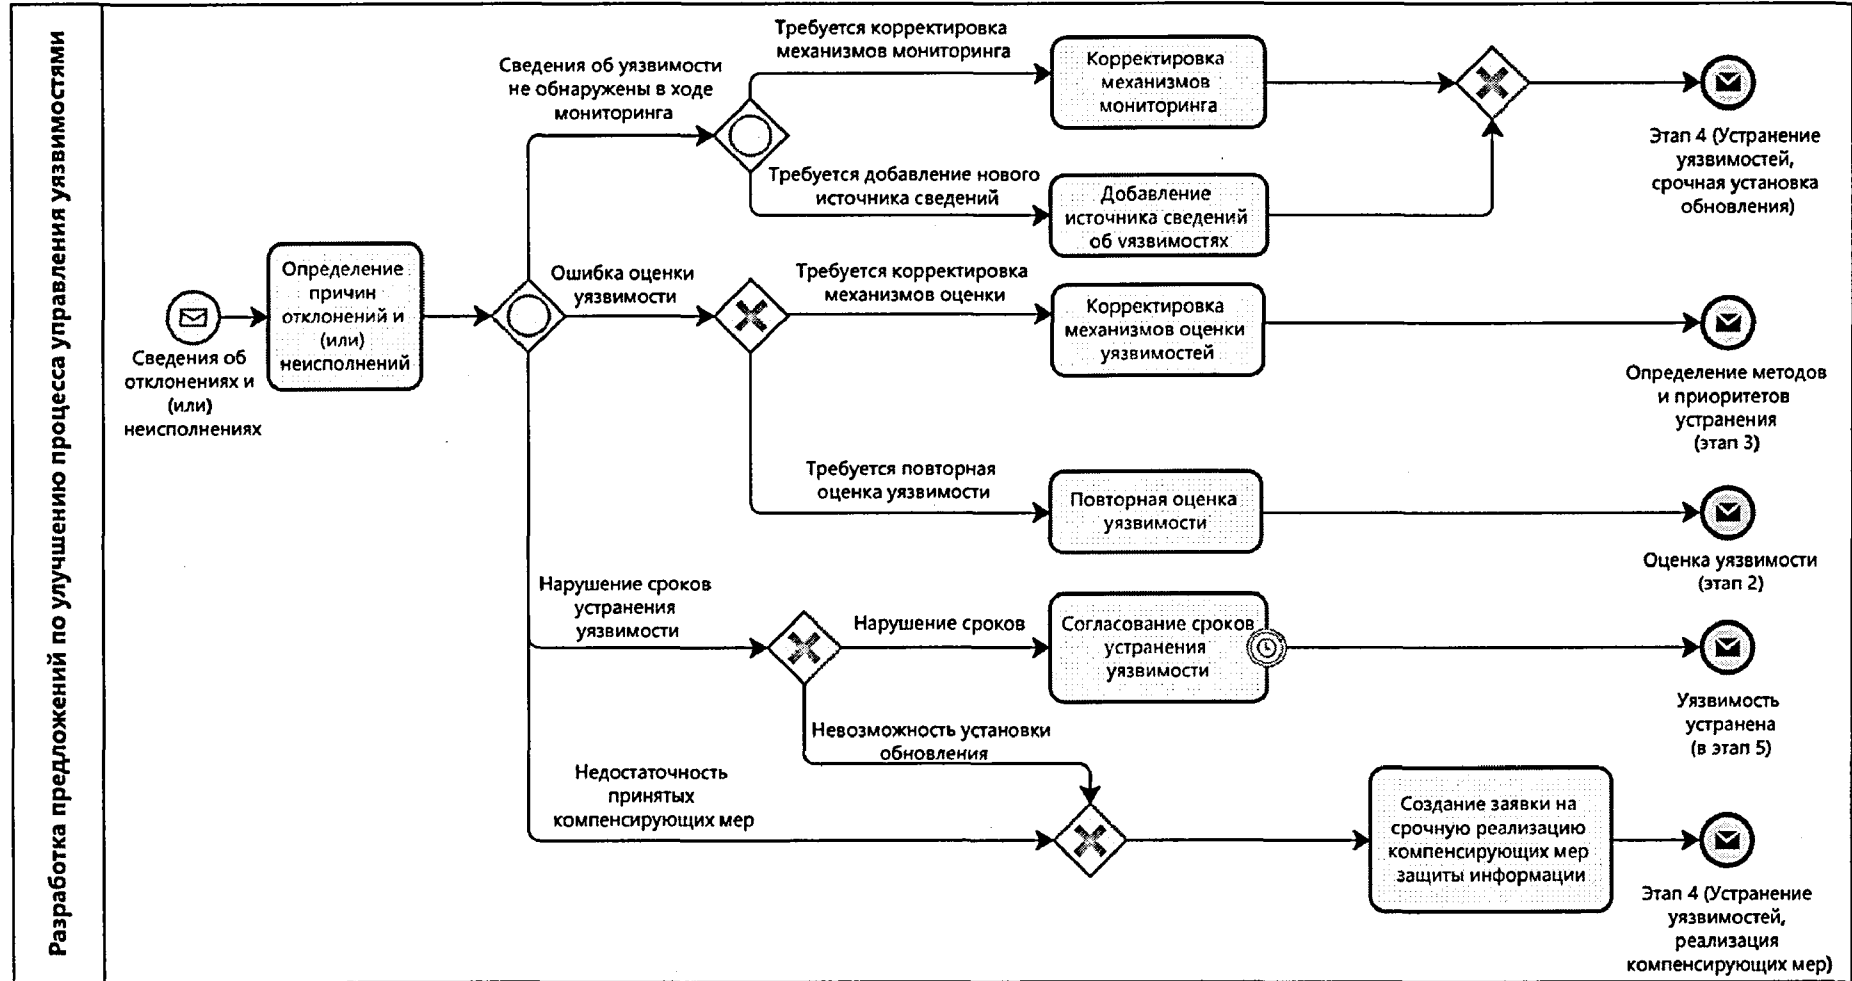 Разработка предложений по улучшению процесса управления уязвимостями
Сведения об
отклонениях и
(или)
неисполнениях
Определение
причин
отклонений и
(или)
неисполнений
Сведения об уязвимости
не обнаружены в ходе
мониторинга
Требуется корректировка
механизмов мониторинга
Корректировка
механизмов
мониторинга
Этап 4 (Устранение
уязвимостей,
срочная установка
обновления)
Требуется добавление нового
источника сведений
Добавление
источника сведений
об уязвимостях
Ошибка оценки
уязвимости
Требуется корректировка
механизмов оценки
Корректировка
механизмов оценки
уязвимостей
Определение методов
и приоритетов
устранения
(этап 3)
Требуется повторная
оценка уязвимости
Повторная оценка
уязвимости
Оценка уязвимости
(этап 2)
Нарушение сроков
устранения
уязвимости
Нарушение сроков
Согласование сроков
устранения
уязвимости
Уязвимость
устранена
(в этап 5)
Невозможность установки
обновления
Недостаточность
принятых
компенсирующих мер
Создание заявки на
срочную реализацию
компенсирующих мер
защиты информации
Этап 4 (Устранение
уязвимостей,
реализация
компенсирующих мер)